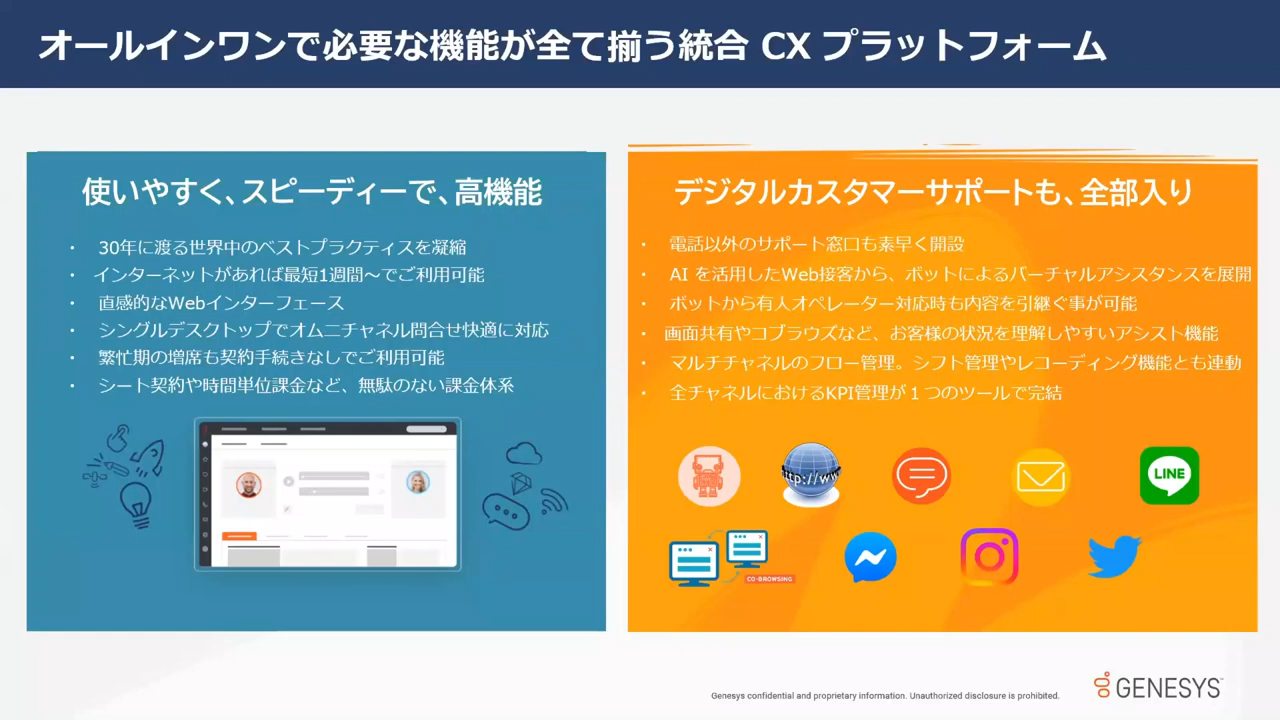 オールインワンで必要な機能が全て揃う統合 CX プラットフォーム
使いやすく、スピーディーで、高機能
・ 30年に渡る世界中のベストプラクティスを凝縮
・ インターネットがあれば最短1週間～でご利用可能
・ 直感的なWebインターフェース
・ シングルデスクトップでオムニチャネル問合せ快適に対応
・ 繁忙期の増席も契約手続きなしでご利用可能
・ シート契約や時間単位課金など、無駄のない課金体系
デジタルカスタマーサポートも、全部入り
・ 電話以外のサポート窓口も素早く開設
・ AI を活用したWeb接客から、ボットによるバーチャルアシスタンスを展開
・ ボットから有人オペレーター対応時も内容を引継ぐ事が可能
・ 画面共有やコブラウズなど、お客様の状況を理解しやすいアシスト機能
・ マルチチャネルのフロー管理。シフト管理やレコーディング機能とも連動
・ 全チャネルにおけるKPI管理が１つのツールで完結
http://ww
LINE
CO-BROWSING
Genesys confidential and proprietary information. Unauthorized disclosure is prohibited.
GENESYS™